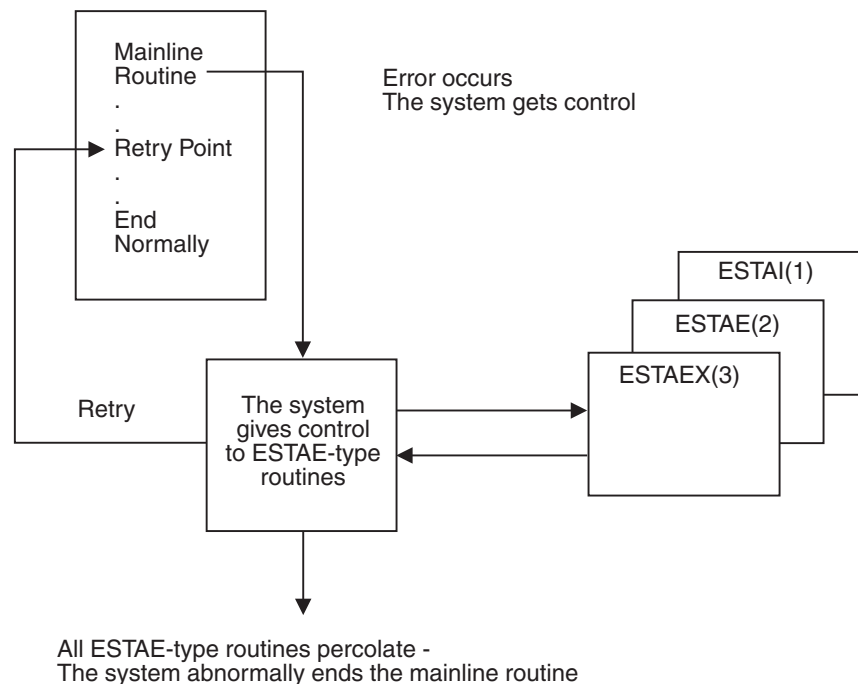 Mainline
Routine
.
.
Retry Point
.
.
End
Normally
Error occurs
The system gets control
ESTAI(1)
ESTAE(2)
ESTAEX(3)
Retry
The system
gives control
to ESTAE-type
routines
All ESTAE-type routines percolate -
The system abnormally ends the mainline routine